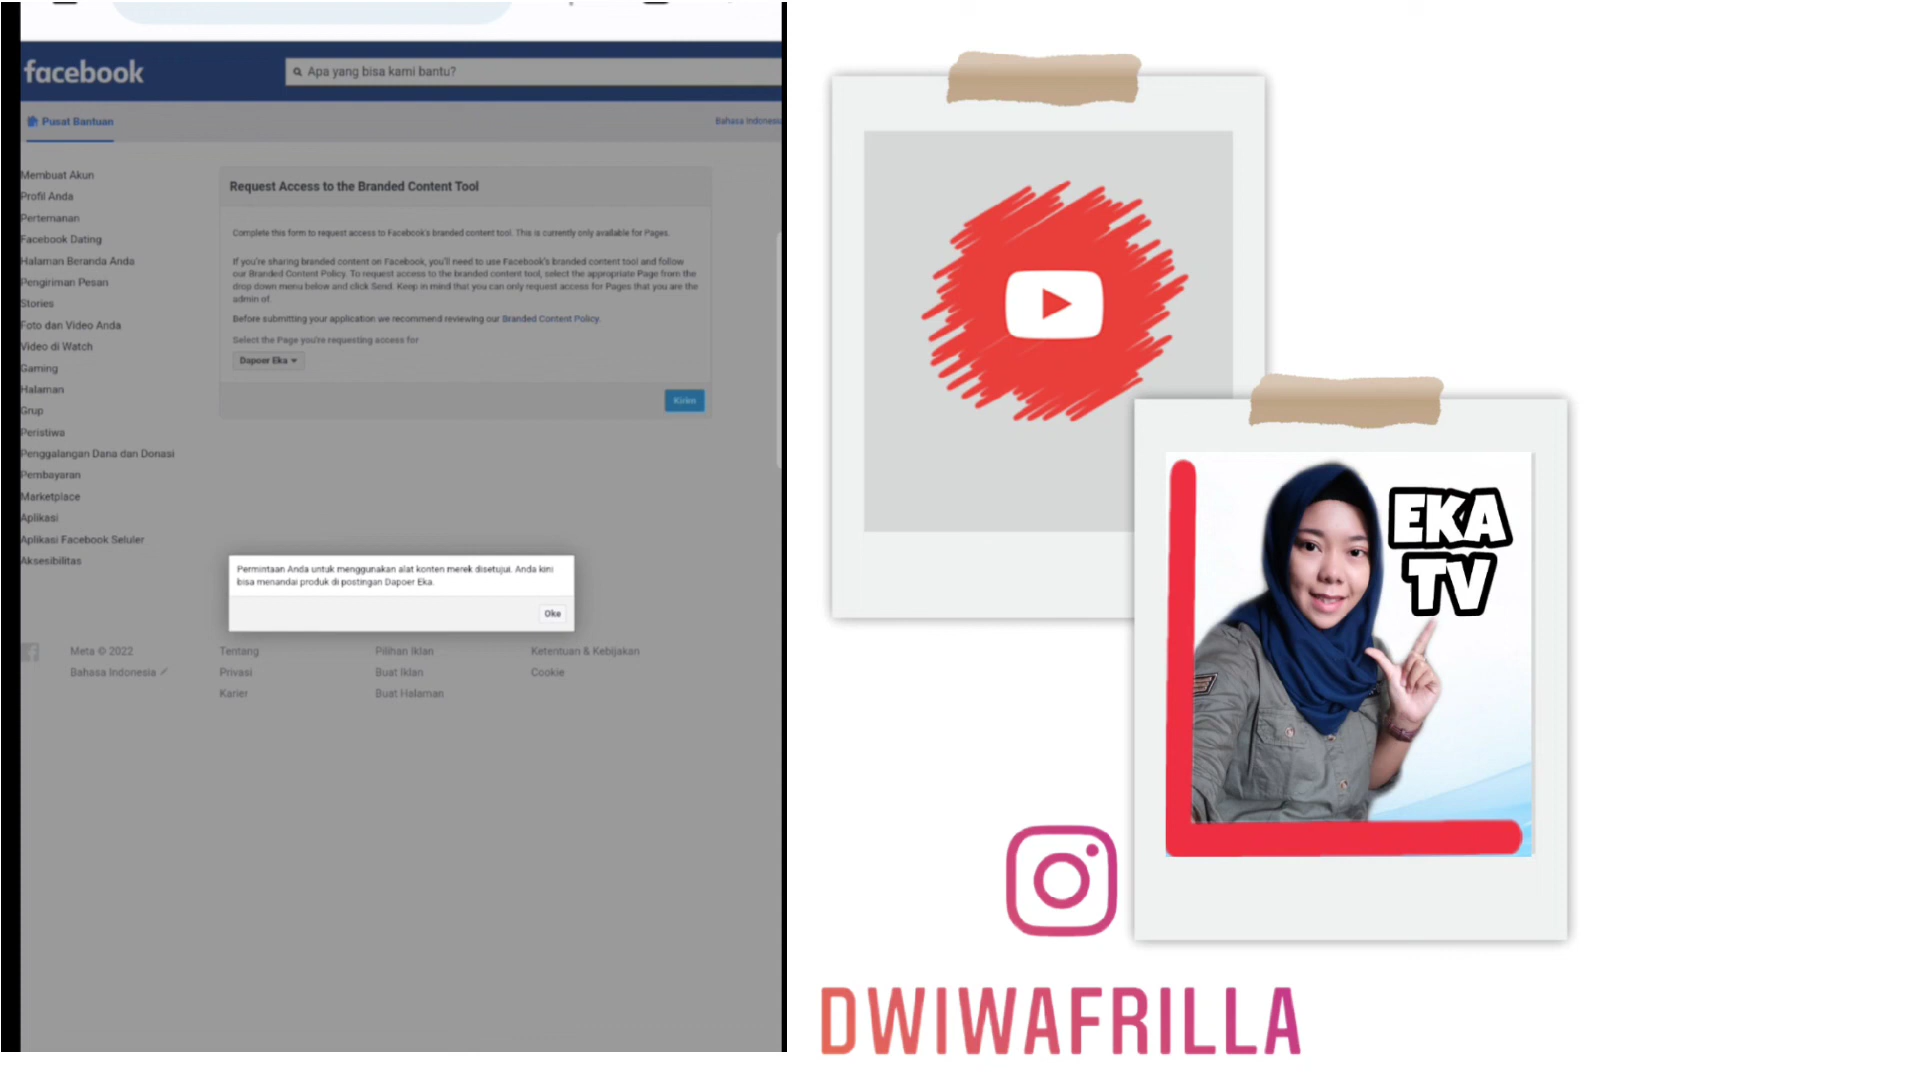 facebook
Apa yang bisa kami bantu?
Pusat Bantuan
Bahasa Indonesia
Membuat Akun
Profil Anda
Pertemanan
Facebook Dating
Halaman Beranda Anda
Pengiriman Pesan
Stories
Foto dan Video Anda
Video di Watch
Gaming
Halaman
Grup
Peristiwa
Penggalangan Dana dan Donasi
Pembayaran
Marketplace
Aplikasi
Aplikasi Facebook Seluler
Aksesibilitas
Request Access to the Branded Content Tool
Complete this form to request access to Facebook's branded content tool. This is currently only available for Pages.
If you're sharing branded content on Facebook, you'll need to use Facebook's branded content tool and follow
our Branded Content Policy. To request access to the branded content tool, select the appropriate Page from the
drop down menu below and click Send. Keep in mind that you can only request access for Pages that you are the
admin of.
Before submitting your application we recommend reviewing our Branded Content Policy.
Select the Page you're requesting access for
Dapoer Eka
Kirim
Permintaan Anda untuk menggunakan alat konten merek disetujui. Anda kini
bisa menandai produk di postingan Dapoer Eka.
Oke
Meta © 2022
Bahasa Indonesia
Tentang
Privasi
Karier
Pilihan Iklan
Buat Iklan
Buat Halaman
Ketentuan & Kebijakan
Cookie
EKA
TV
DWIWAFRILLA